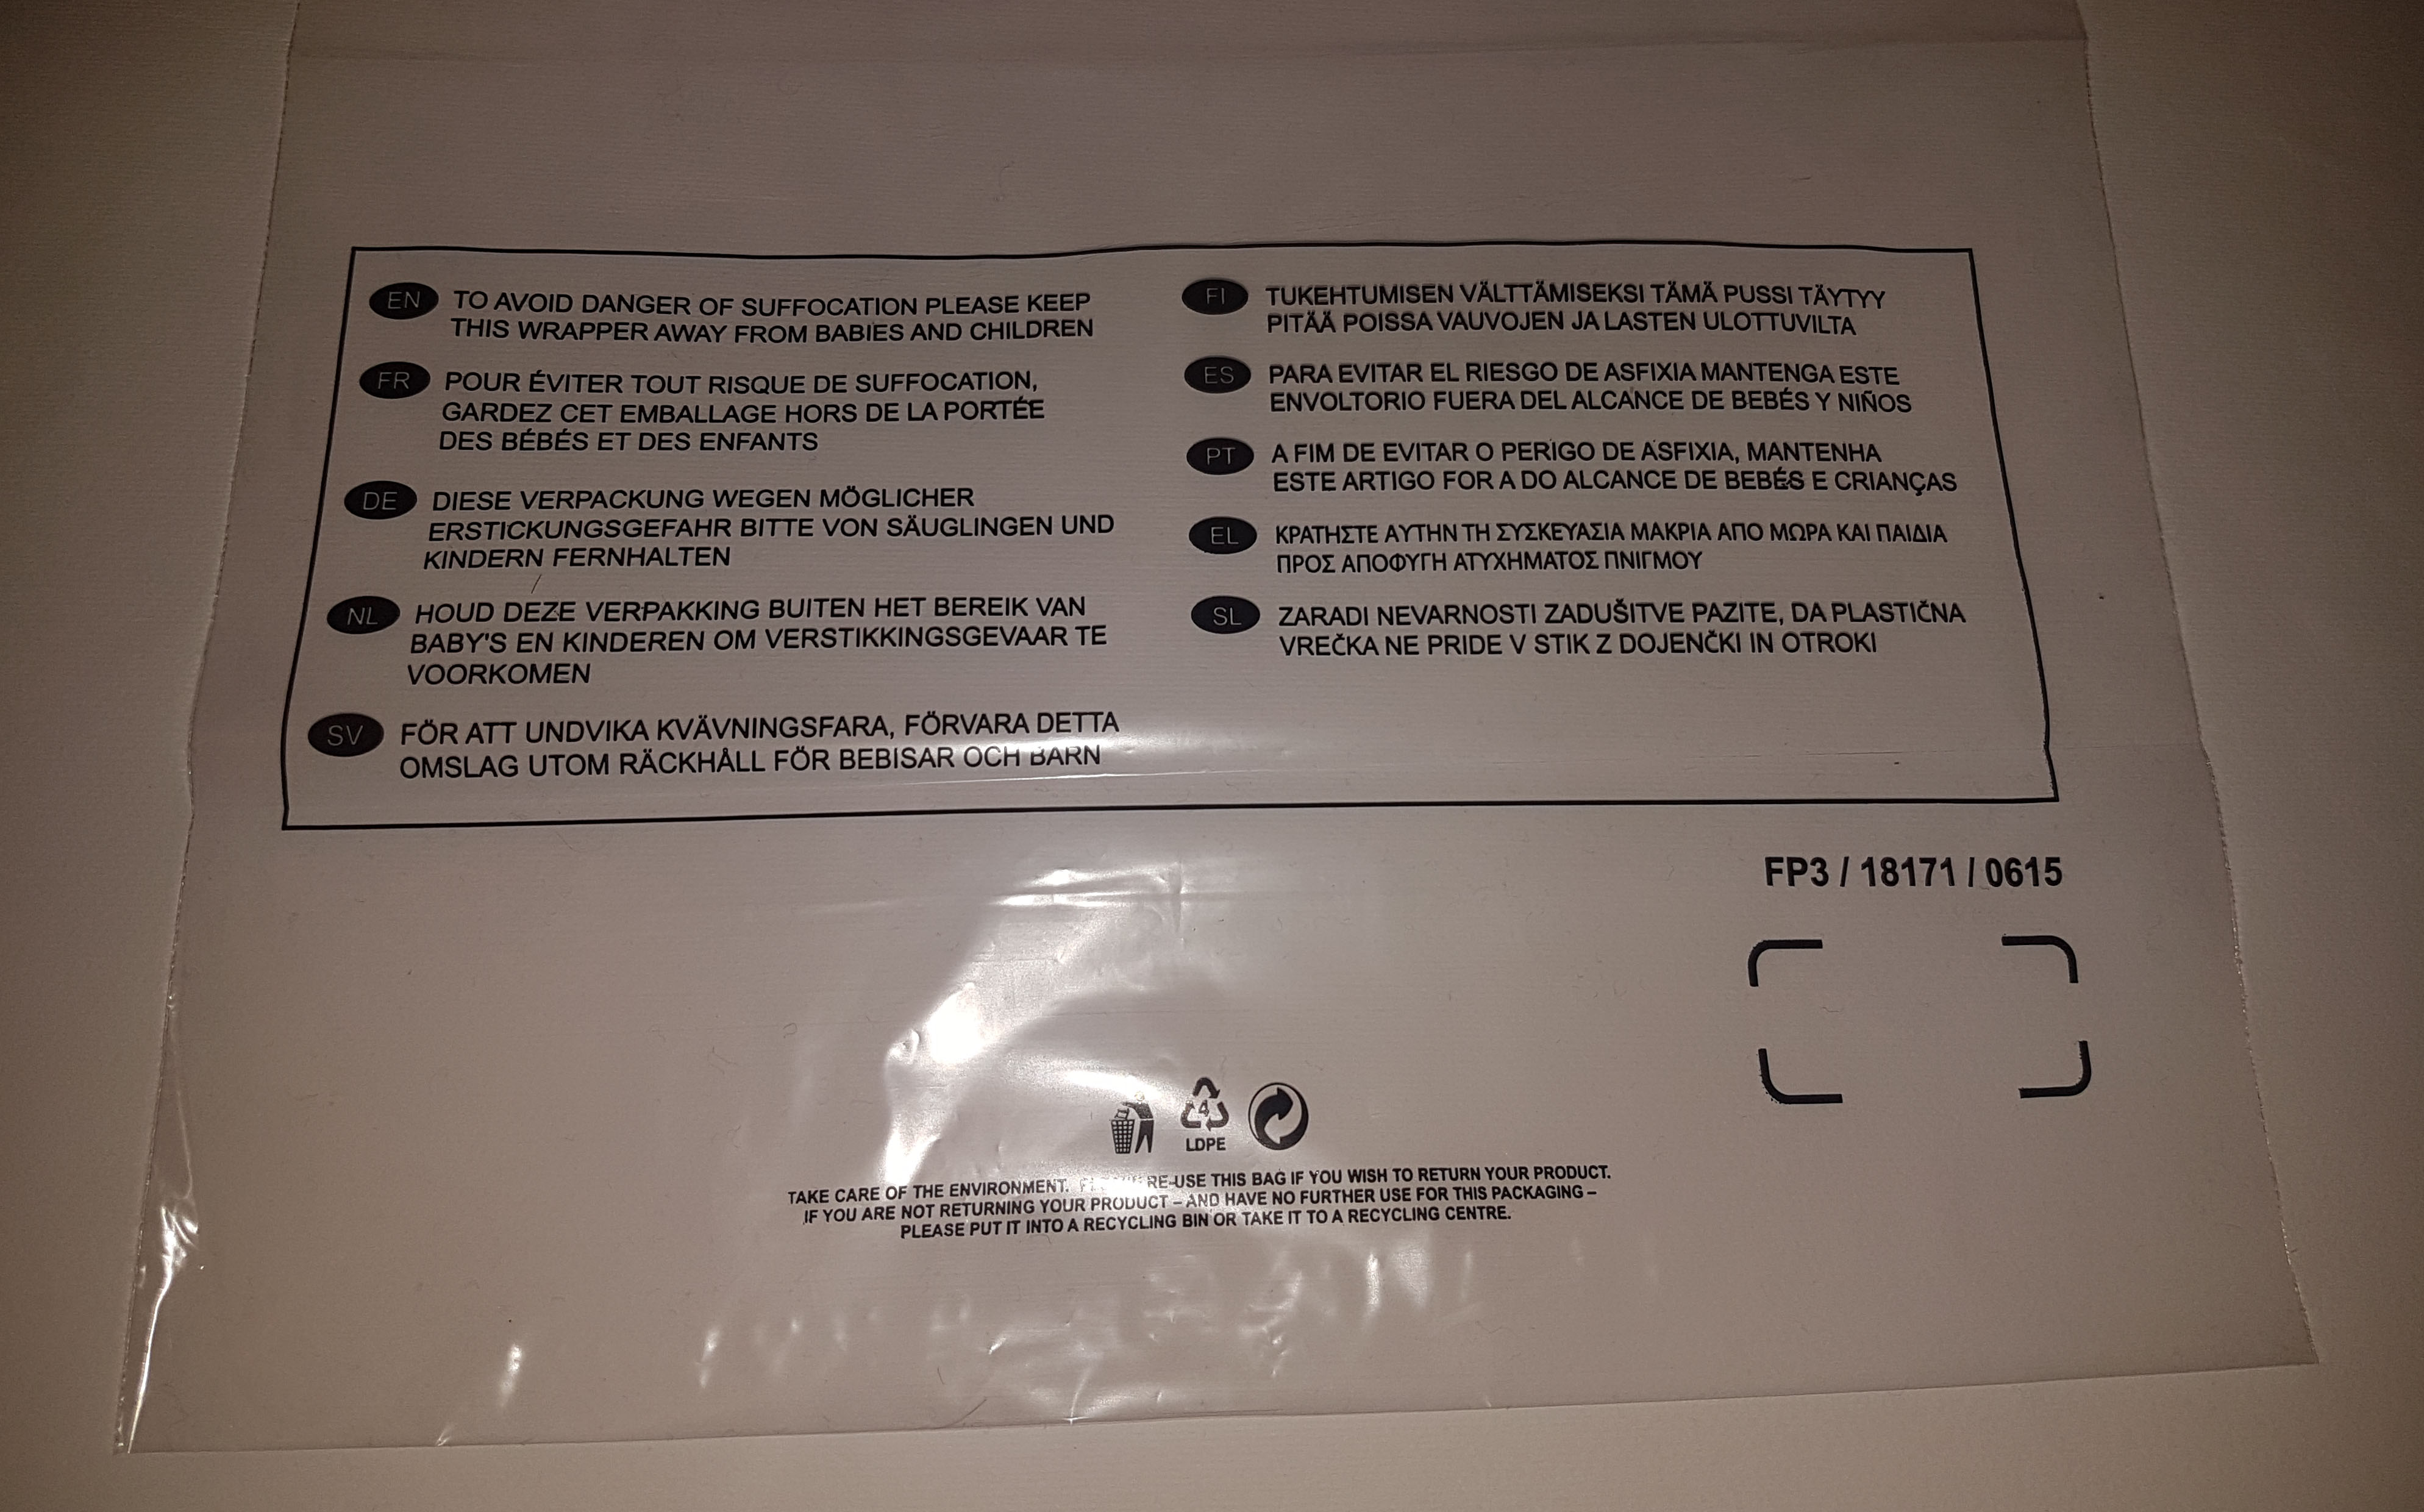 EN TO AVOID DANGER OF SUFFOCATION PLEASE KEEP
THIS WRAPPER AWAY FROM BABIES AND CHILDREN
FR POUR ÉVITER TOUT RISQUE DE SUFFOCATION,
GARDEZ CET EMBALLAGE HORS DE LA PORTÉE
DES BÉBÉS ET DES ENFANTS
DE DIESE VERPACKUNG WEGEN MÖGLICHER
ERSTICKUNGSGEFAHR BITTE VON SÄUGLINGEN UND
KINDERN FERNHALTEN
NL HOUD DEZE VERPAKKING BUITEN HET BEREIK VAN
BABY'S EN KINDEREN OM VERSTIKKINGSGEVAAR TE
VOORKOMEN
SV FÖR ATT UNDVIKA KVÄVNINGSFARA, FÖRVARA DETTA
OMSLAG UTOM RÄCKHÅLL FÖR BEBISAR OCH BARN
FI TUKEHTUMISEN VÄLTTÄMISEKSI TÄMÄ PUSSI TÄYTYY
PITÄÄ POISSA VAUVOJEN JA LASTEN ULOTTUVILTA
ES PARA EVITAR EL RIESGO DE ASFIXIA MANTENGA ESTE
ENVOLTORIO FUERA DEL ALCANCE DE BEBÉS Y NIÑOS
PT A FIM DE EVITAR O PERIGO DE ASFIXIA, MANTENHA
ESTE ARTIGO FOR A DO ALCANCE DE BEBÉS E CRIANÇAS
EL ΚΡΑΤΗΣΤΕ ΑΥΤΗΝ ΤΗ ΣΥΣΚΕΥΑΣΙΑ ΜΑΚΡΙΑ ΑΠΟ ΜΩΡΑ ΚΑΙ ΠΑΙΔΙΑ
ΠΡΟΣ ΑΠΟΦΥΓΗ ΑΤΥΧΗΜΑΤΟΣ ΠΝΙΓΜΟΥ
SL ZARADI NEVARNOSTI ZADUŠITVE PAZITE, DA PLASTIČNA
VREČKA NE PRIDE V STIK Z DOJENČKI IN OTROKI
FP3 / 18171 / 0615
4
LDPE
TAKE CARE OF THE ENVIRONMENT. RE-USE THIS BAG IF YOU WISH TO RETURN YOUR PRODUCT.
IF YOU ARE NOT RETURNING YOUR PRODUCT – AND HAVE NO FURTHER USE FOR THIS PACKAGING –
PLEASE PUT IT INTO A RECYCLING BIN OR TAKE IT TO A RECYCLING CENTRE.